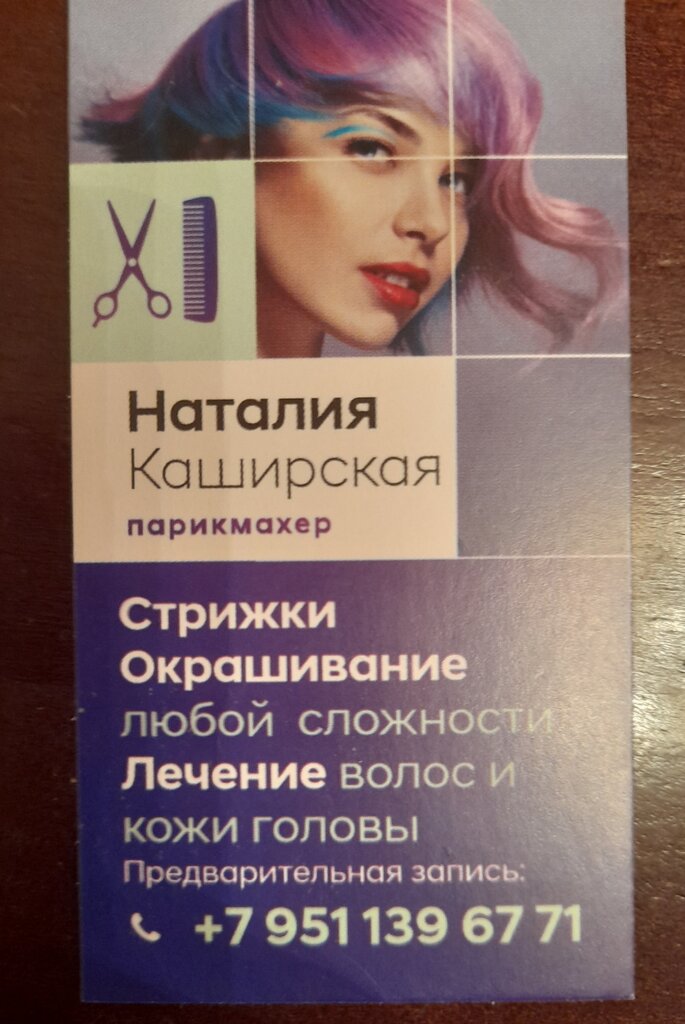 Наталия
Каширская
парикмахер
Стрижки
Окрашивание
любой сложности
Лечение волос и
кожи головы
Предварительная запись:
+7 951 139 67 71